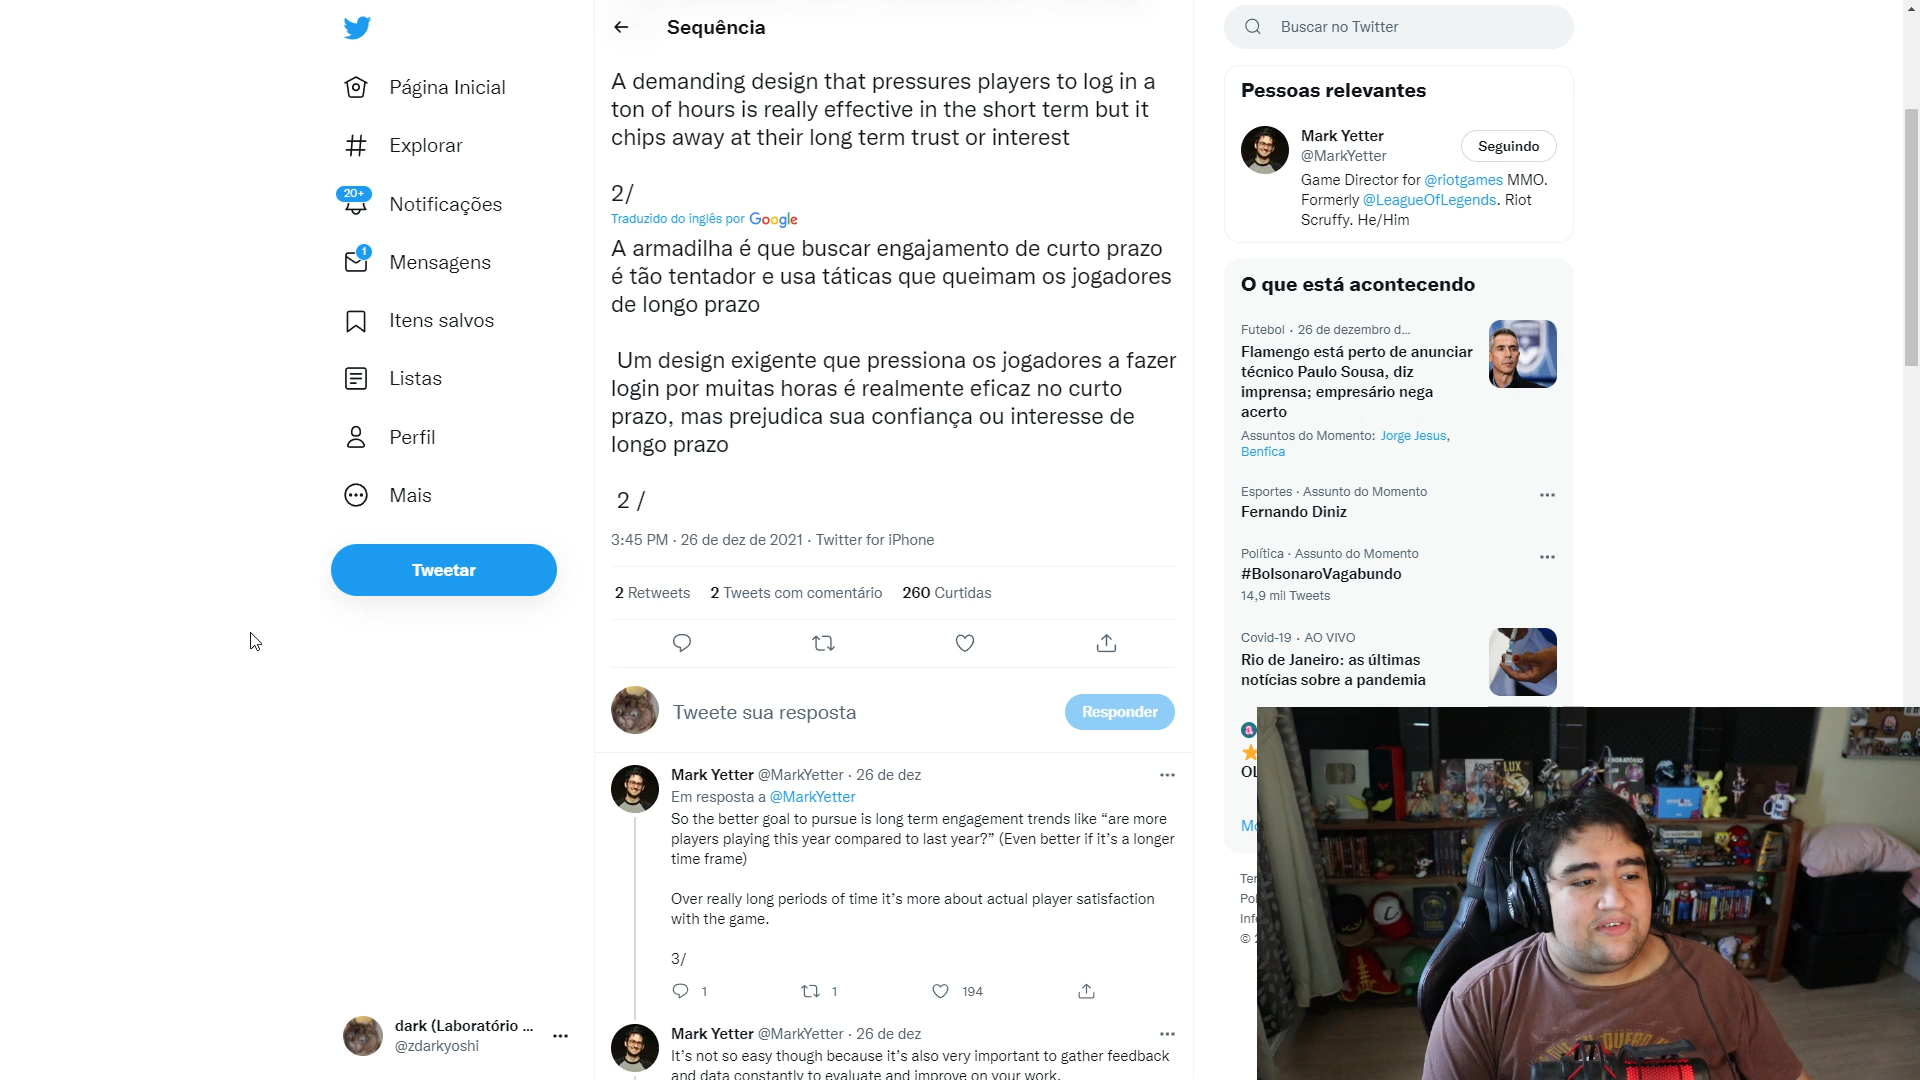 Sequência
A demanding design that pressures players to log in a
ton of hours is really effective in the short term but it
chips away at their long term trust or interest
2/
Traduzido do inglês por Google
A armadilha é que buscar engajamento de curto prazo
é tão tentador e usa táticas que queimam os jogadores
de longo prazo
Um design exigente que pressiona os jogadores a fazer
login por muitas horas é realmente eficaz no curto
prazo, mas prejudica sua confiança ou interesse de
longo prazo
2 /
3:45 PM · 26 de dez de 2021 · Twitter for iPhone
2 Retweets 2 Tweets com comentário 260 Curtidas
Tweete sua resposta
Responder
Mark Yetter @MarkYetter · 26 de dez
Em resposta a @MarkYetter
So the better goal to pursue is long term engagement trends like “are more
players playing this year compared to last year?” (Even better if it’s a longer
time frame)
Over really long periods of time it’s more about actual player satisfaction
with the game.
3/
1 1 194
Mark Yetter @MarkYetter · 26 de dez
It’s not so easy though because it’s also very important to gather feedback
and data constantly to evaluate and improve on your work.
Página Inicial
Explorar
20+
Notificações
1
Mensagens
Itens salvos
Listas
Perfil
Mais
Tweetar
dark (Laboratório ...
@zdarkyoshi
Buscar no Twitter
Pessoas relevantes
Mark Yetter
@MarkYetter
Seguindo
Game Director for @riotgames MMO.
Formerly @LeagueOfLegends. Riot
Scruffy. He/Him
O que está acontecendo
Futebol · 26 de dezembro d...
Flamengo está perto de anunciar
técnico Paulo Sousa, diz
imprensa; empresário nega
acerto
Assuntos do Momento: Jorge Jesus,
Benfica
Esportes · Assunto do Momento
Fernando Diniz
Política · Assunto do Momento
#BolsonaroVagabundo
14,9 mil Tweets
Covid-19 · AO VIVO
Rio de Janeiro: as últimas
notícias sobre a pandemia